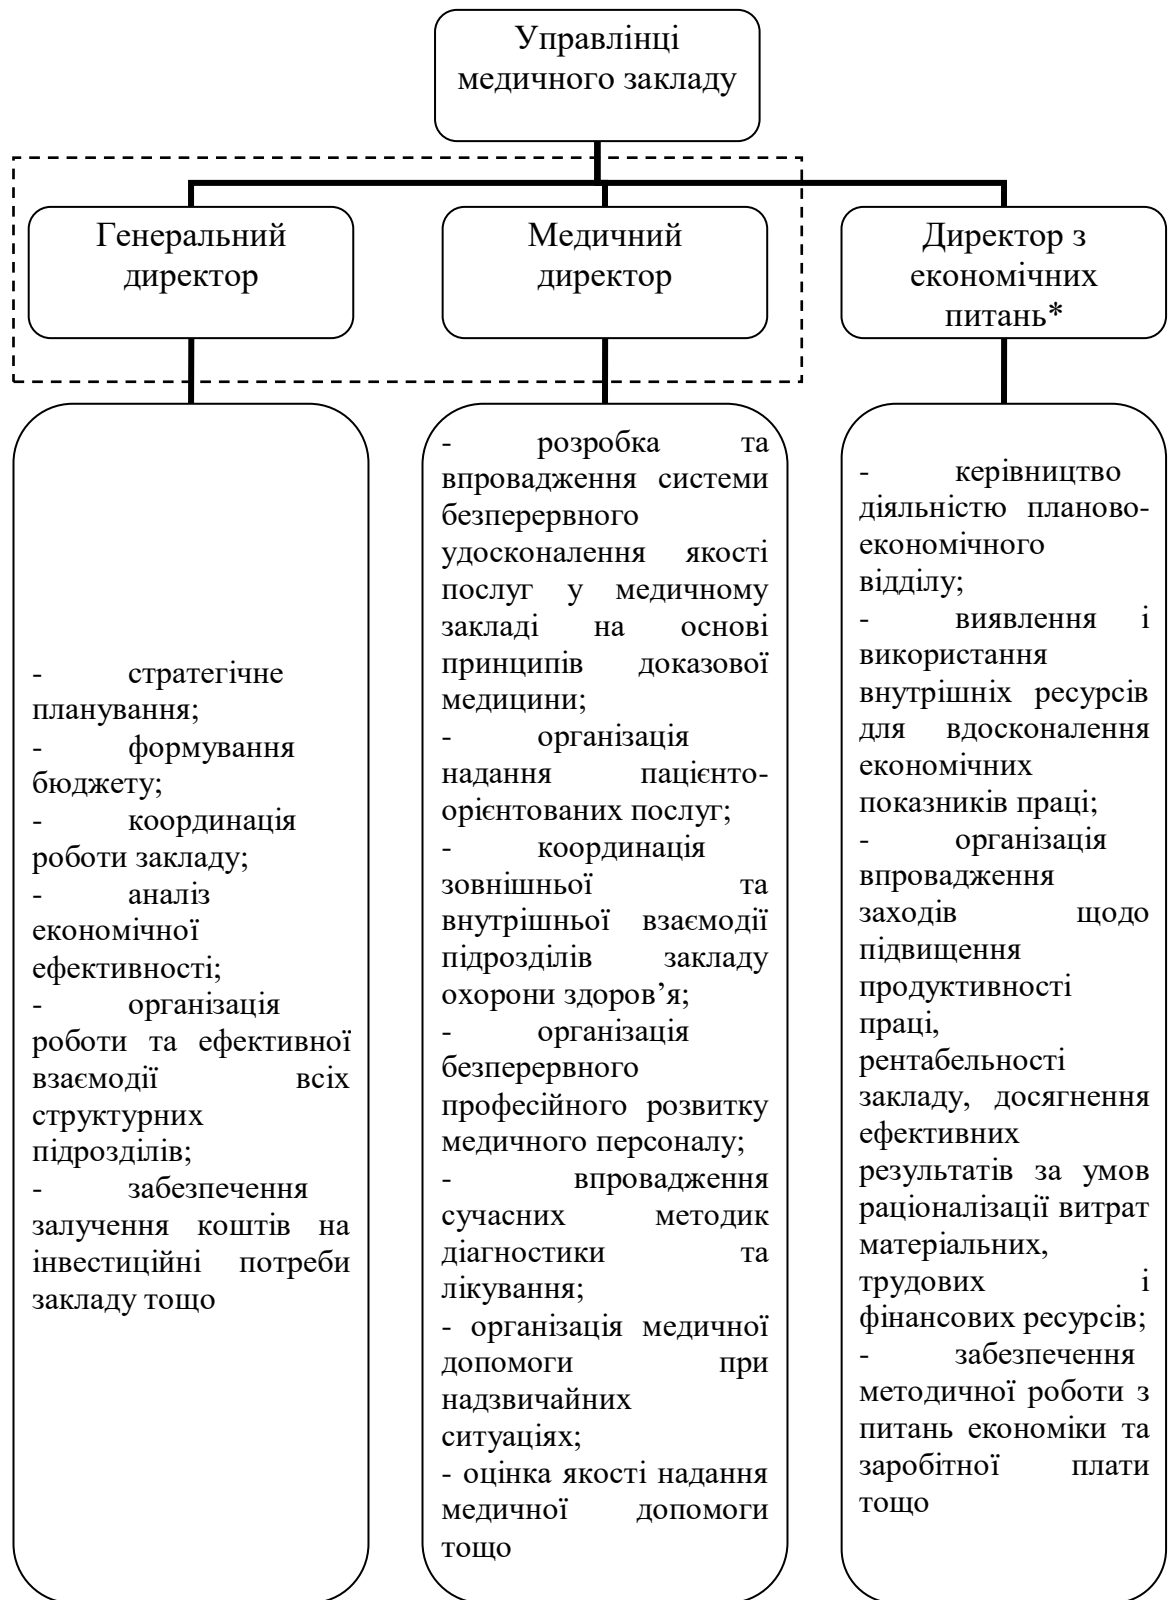 Управлінці
медичного закладу
Генеральний
директор
Медичний
директор
Директор з
економічних
питань*
- стратегічне
планування;
- формування
бюджету;
- координація
роботи закладу;
- аналіз
економічної
ефективності;
- організація
роботи та ефективної
взаємодії всіх
структурних
підрозділів;
- забезпечення
залучення коштів на
інвестиційні потреби
закладу тощо
- розробка та
впровадження системи
безперервного
удосконалення якості
послуг у медичному
закладі на основі
принципів доказової
медицини;
- організація
надання пацієнто-
орієнтованих послуг;
- координація
зовнішньої та
внутрішньої взаємодії
підрозділів закладу
охорони здоров’я;
- організація
безперервного
професійного розвитку
медичного персоналу;
- впровадження
сучасних методик
діагностики та
лікування;
- організація медичної
допомоги при
надзвичайних
ситуаціях;
- оцінка якості надання
медичної допомоги
тощо
- керівництво
діяльністю планово-
економічного
відділу;
- виявлення і
використання
внутрішніх ресурсів
для вдосконалення
економічних
показників праці;
- організація
впровадження
заходів щодо
підвищення
продуктивності
праці,
рентабельності
закладу, досягнення
ефективних
результатів за умов
раціоналізації витрат
матеріальних,
трудових і
фінансових ресурсів;
- забезпечення
методичної роботи з
питань економіки та
заробітної плати
тощо